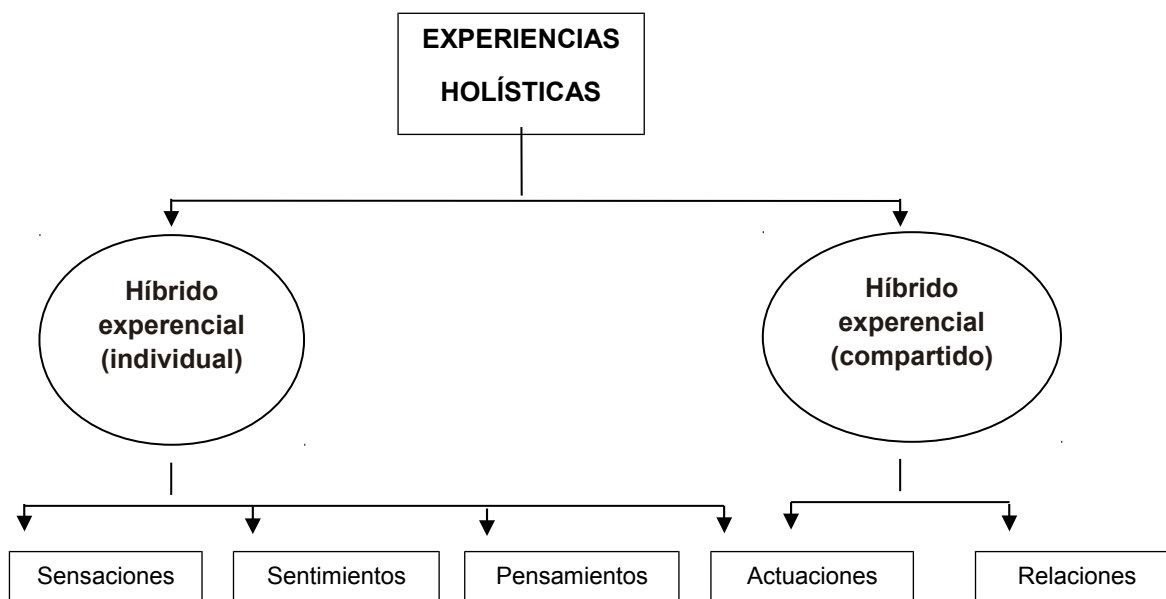 EXPERIENCIAS
HOLÍSTICAS
Híbrido
experencial
(individual)
Híbrido
experencial
(compartido)
Sensaciones
Sentimientos
Pensamientos
Actuaciones
Relaciones